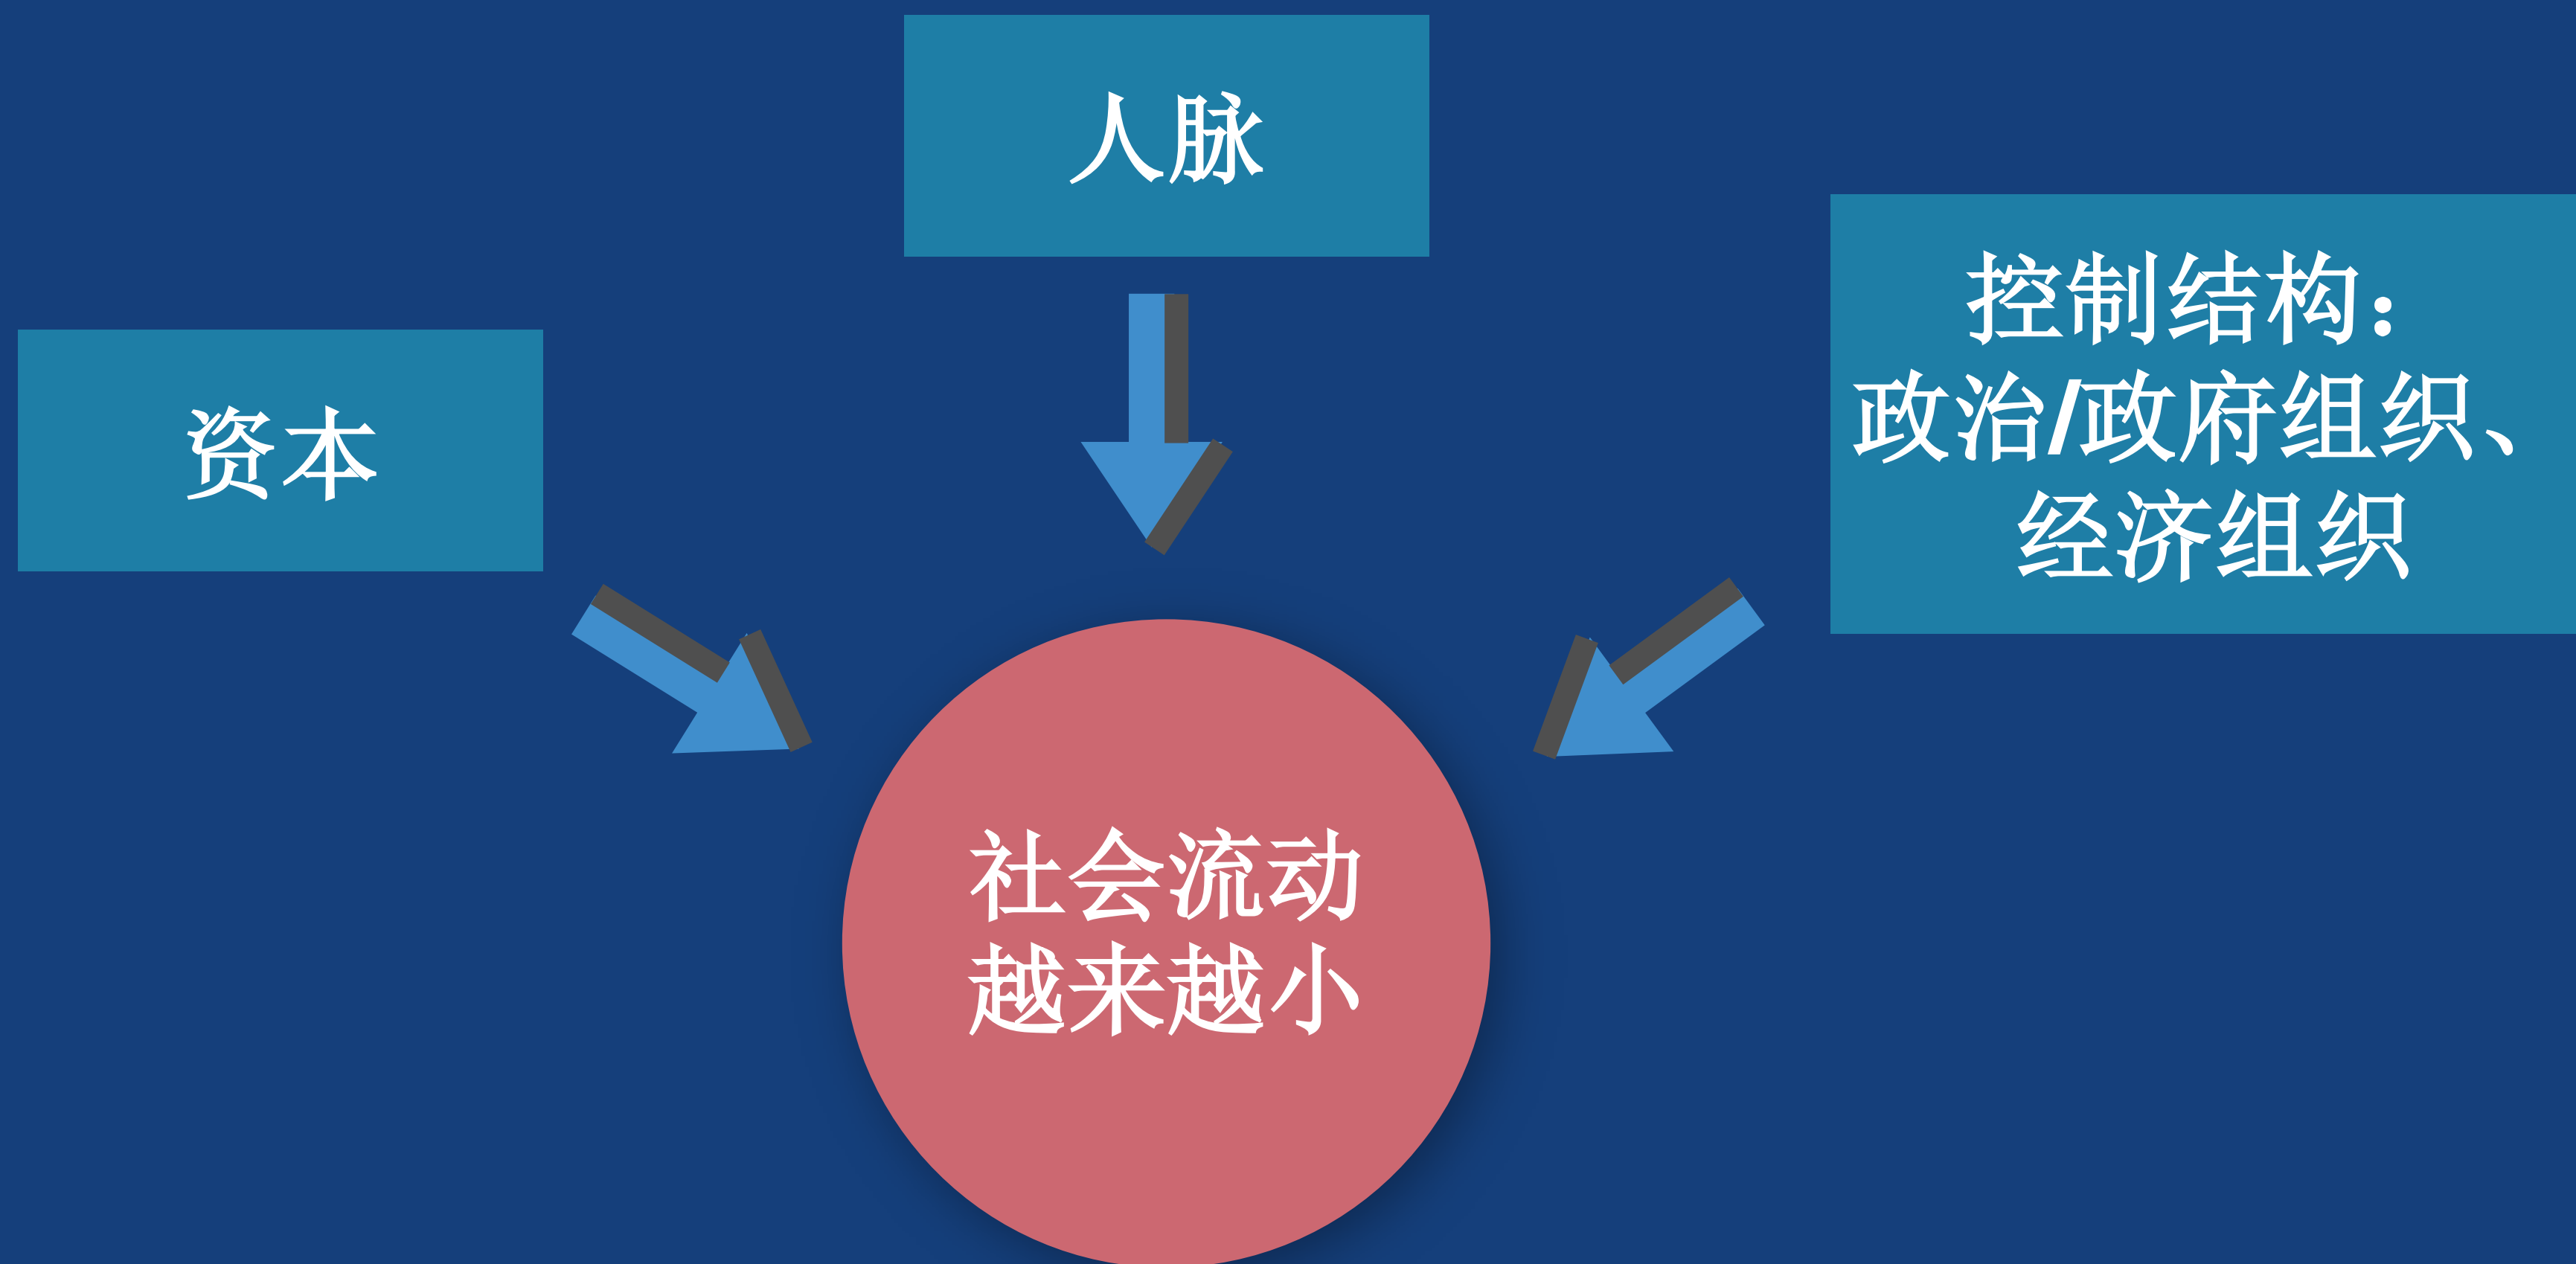 人脉
资本
控制结构：
政治/政府组织、
经济组织
社会流动
越来越小